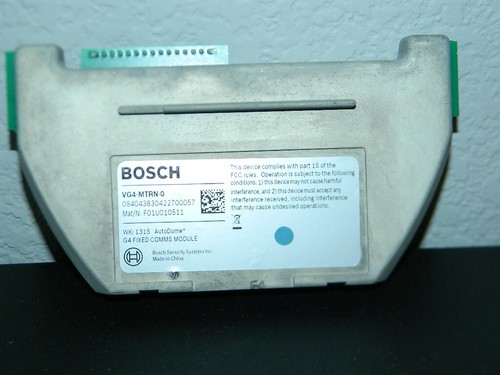 BOSCH
VG4-MTRN-0
094043830422700057
Mat/N: F01U010511
WK: 1315 AutoDome®
G4 FIXED COMMS MODULE
Bosch Security Systems Inc.
Made in China
This device complies with part 15 of the
FCC rules. Operation is subject to the following
conditions: 1) this device may not cause harmful
interference, and 2) this device must accept any
interference received, including interference
that may cause undesired operations.